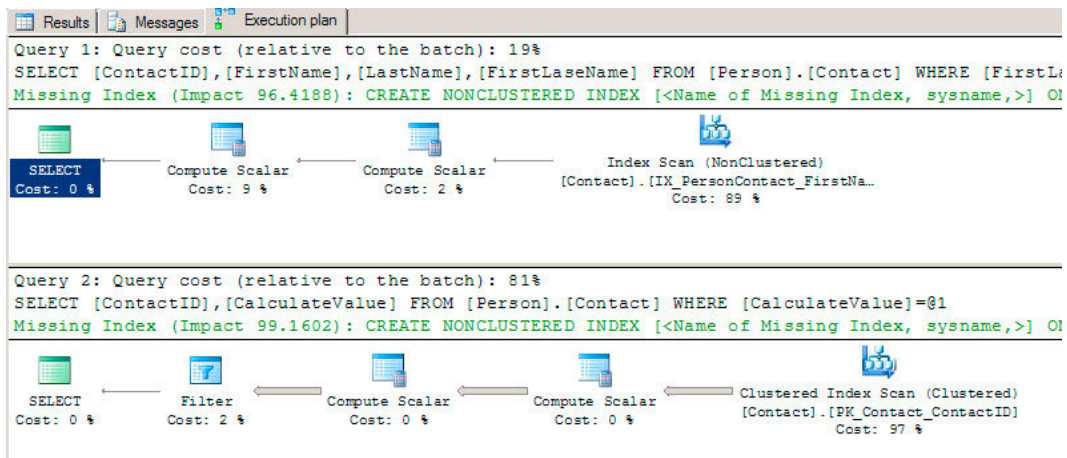 Results Messages Execution plan
Query 1: Query cost (relative to the batch): 19%
SELECT [ContactID],[FirstName],[LastName],[FirstLaseName] FROM [Person].[Contact] WHERE [FirstLa
Missing Index (Impact 96.4188): CREATE NONCLUSTERED INDEX [<Name of Missing Index, sysname,>] ON
SELECT
Cost: 0 %
Compute Scalar
Cost: 9 %
Compute Scalar
Cost: 2 %
Index Scan (NonClustered)
[Contact].[IX_PersonContact_FirstNa…
Cost: 89 %
Query 2: Query cost (relative to the batch): 81%
SELECT [ContactID],[CalculateValue] FROM [Person].[Contact] WHERE [CalculateValue]=@1
Missing Index (Impact 99.1602): CREATE NONCLUSTERED INDEX [<Name of Missing Index, sysname,>] ON
SELECT
Cost: 0 %
Filter
Cost: 2 %
Compute Scalar
Cost: 0 %
Compute Scalar
Cost: 0 %
Clustered Index Scan (Clustered)
[Contact].[PK_Contact_ContactID]
Cost: 97 %